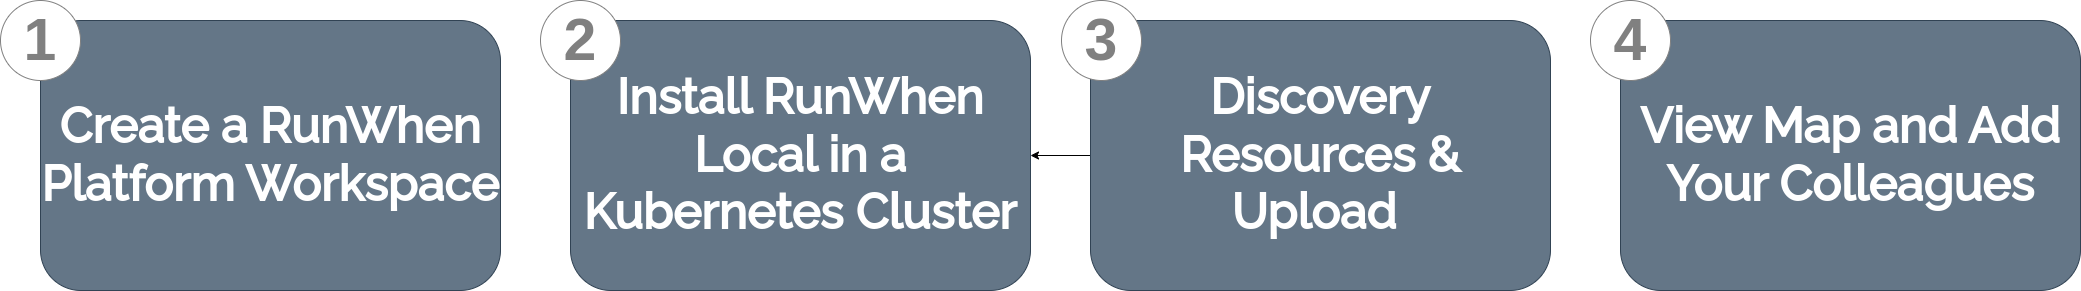 1
Create a RunWhen
Platform Workspace
2
Install RunWhen
Local in a
Kubernetes Cluster
3
Discovery
Resources &
Upload
4
View Map and Add
Your Colleagues